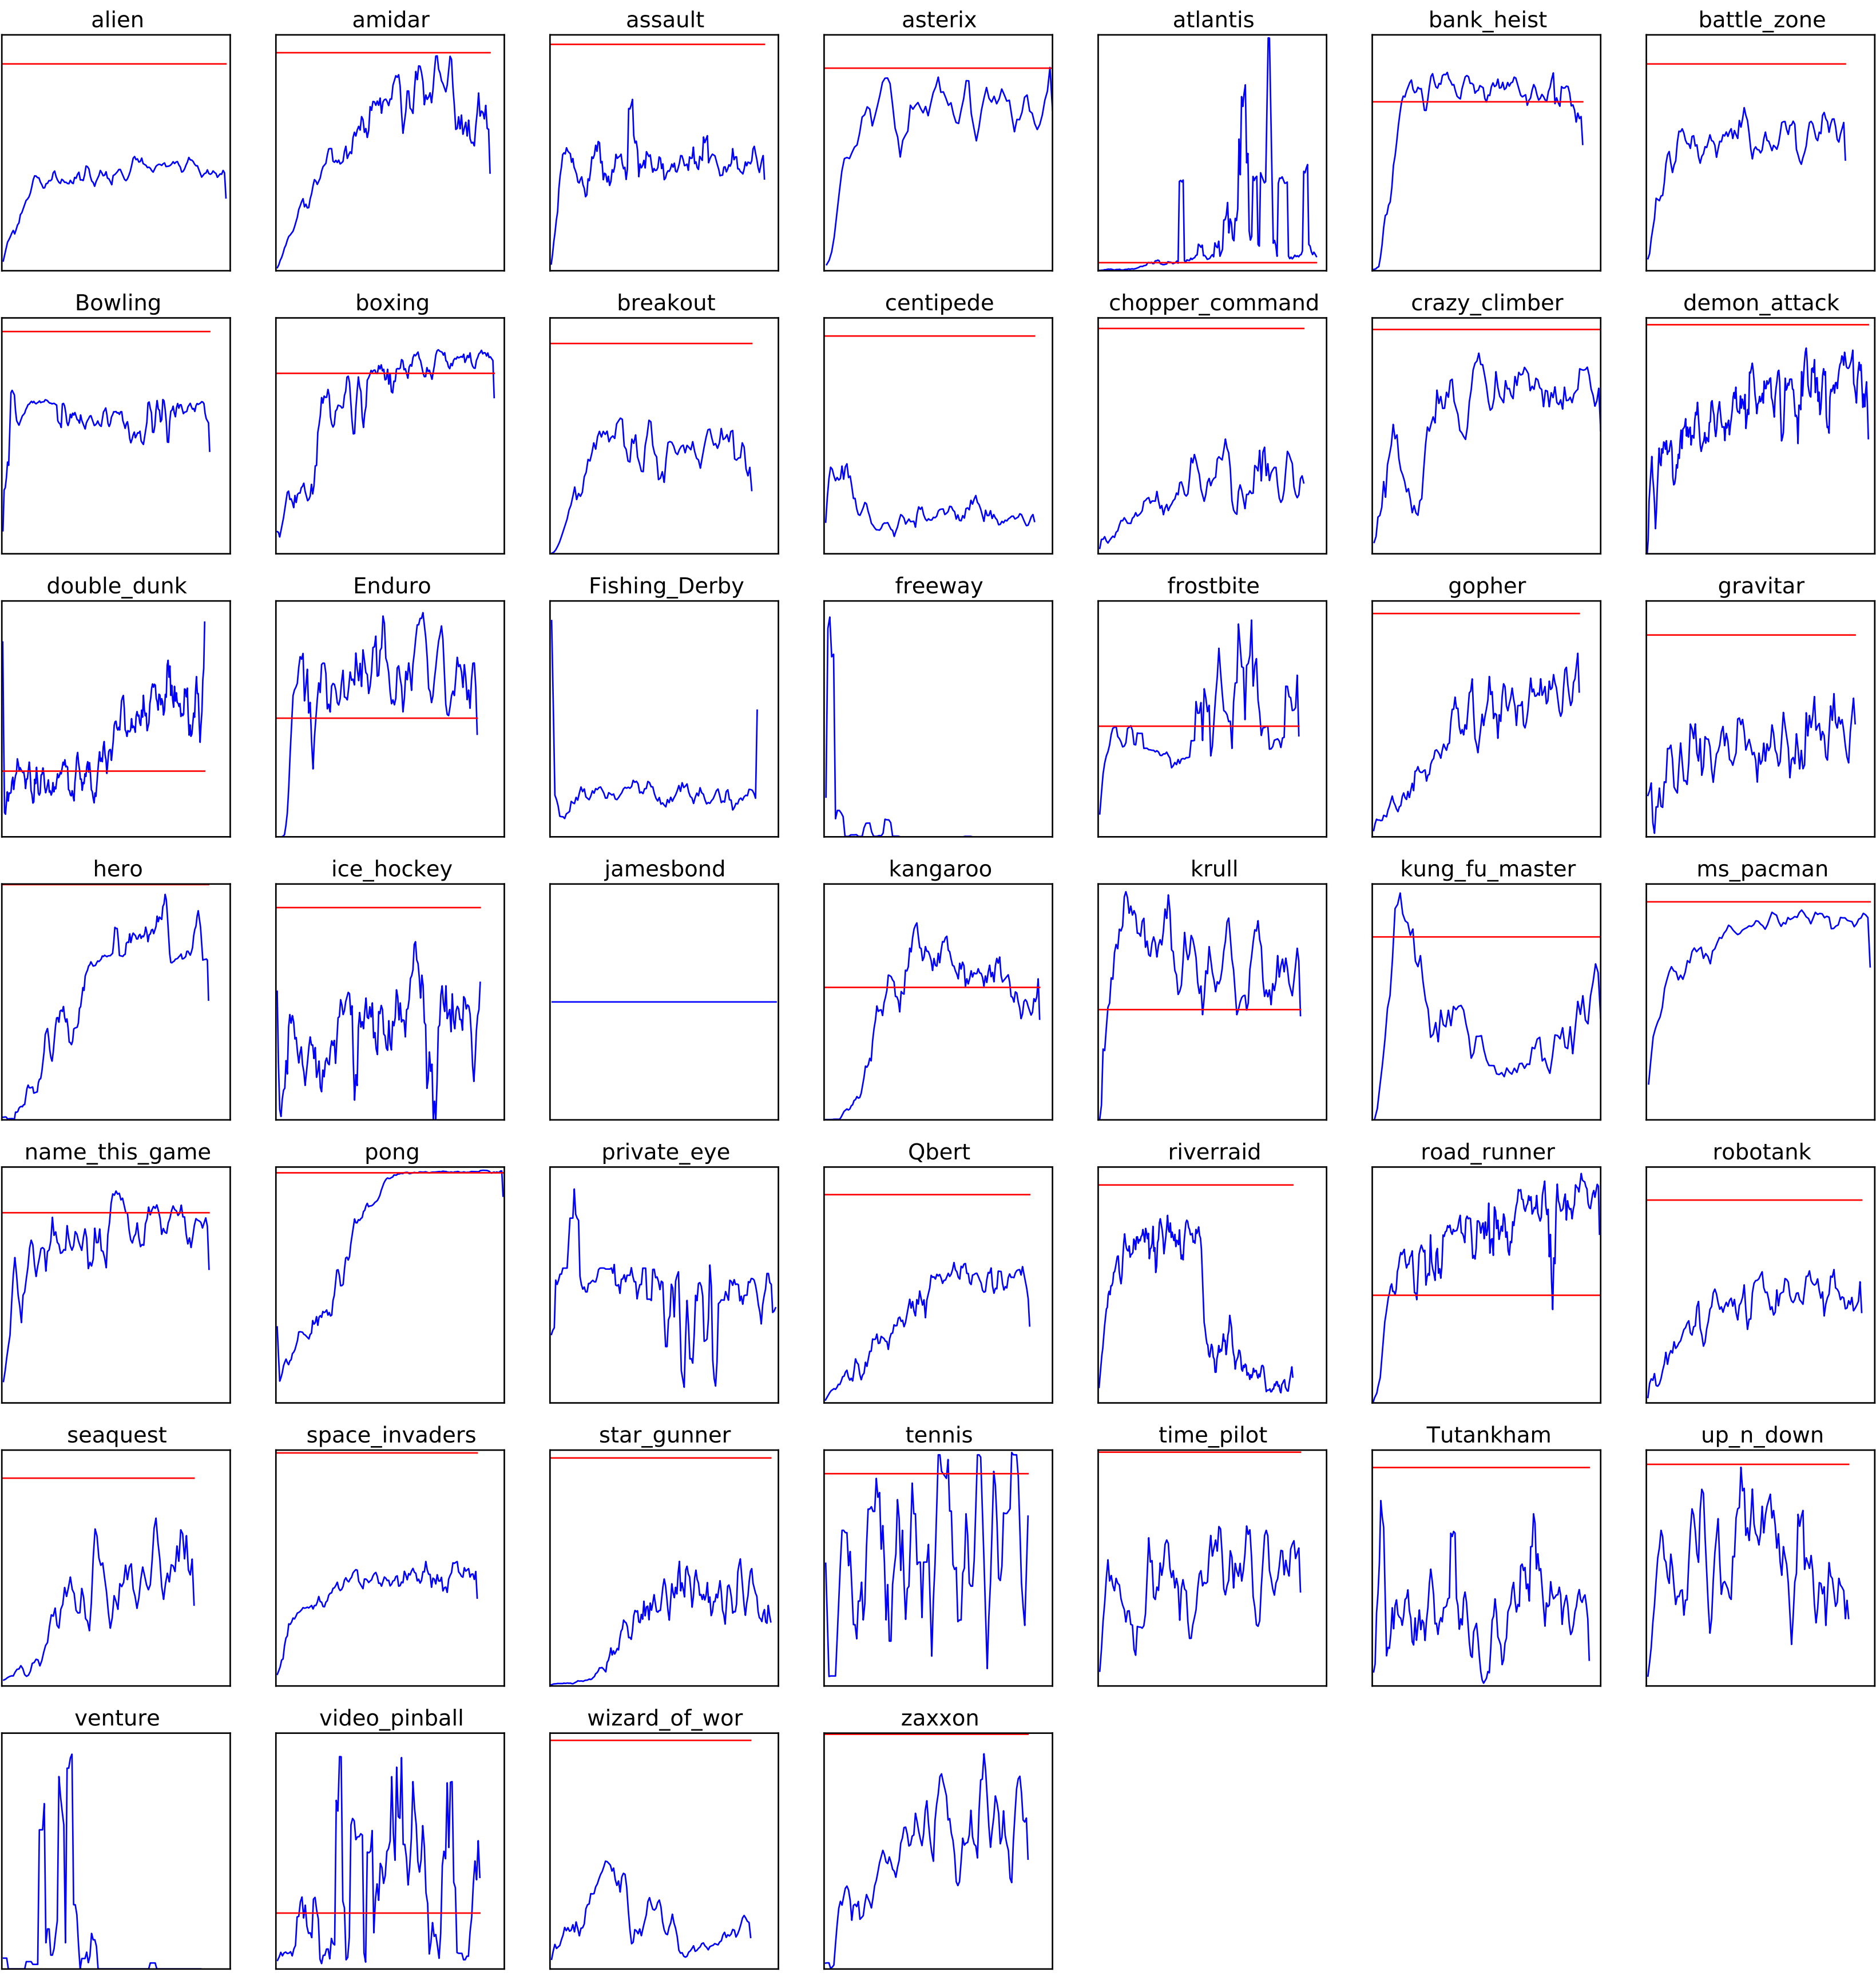 alien amidar assault asterix atlantis bank_heist battle_zone
Bowling boxing breakout centipede chopper_command crazy_climber demon_attack
double_dunk Enduro Fishing_Derby freeway frostbite gopher gravitar
hero ice_hockey jamesbond kangaroo krull kung_fu_master ms_pacman
name_this_game pong private_eye Qbert riverraid road_runner robotank
seaquest space_invaders star_gunner tennis time_pilot Tutankham up_n_down
venture video_pinball wizard_of_wor zaxxon